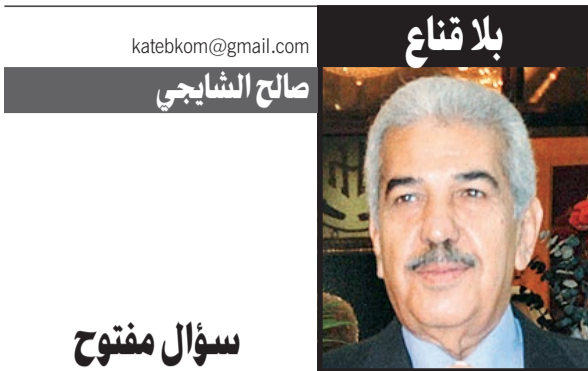 بلا قناع
katebkom@gmail.com
صالح الشايجي
سؤال مفتوح